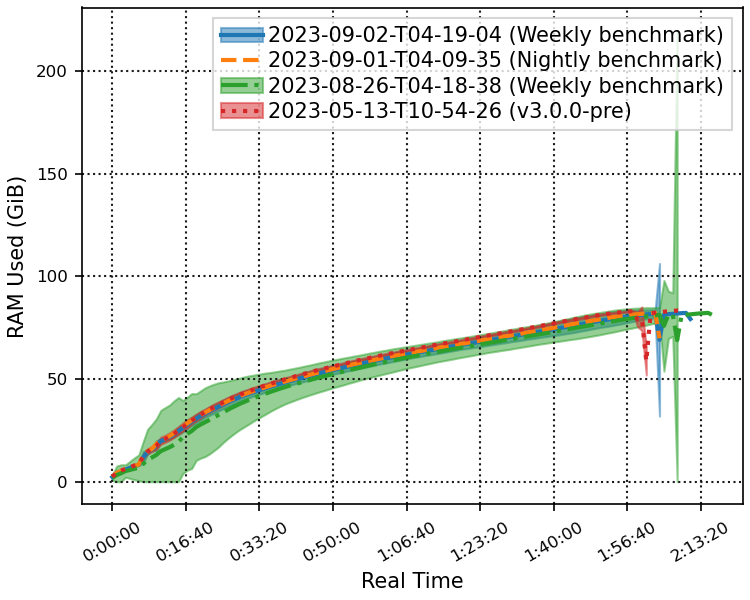 2023-09-02-T04-19-04 (Weekly benchmark)
2023-09-01-T04-09-35 (Nightly benchmark)
2023-08-26-T04-18-38 (Weekly benchmark)
2023-05-13-T10-54-26 (v3.0.0-pre)
RAM Used (GiB)
200
150
100
50
0
0:00:00 0:16:40 0:33:20 0:50:00 1:06:40 1:23:20 1:40:00 1:56:40 2:13:20
Real Time